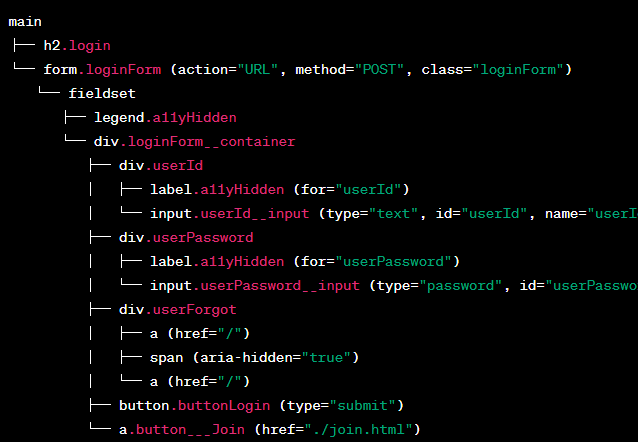 main
├── h2.login
└── form.loginForm (action="URL", method="POST", class="loginForm")
    └── fieldset
        ├── legend.a11yHidden
        └── div.loginForm__container
            ├── div.userId
            │   ├── label.a11yHidden (for="userId")
            │   └── input.userId__input (type="text", id="userId", name="userI
            ├── div.userPassword
            │   ├── label.a11yHidden (for="userPassword")
            │   └── input.userPassword__input (type="password", id="userPasswo
            ├── div.userForgot
            │   ├── a (href="/")
            │   ├── span (aria-hidden="true")
            │   └── a (href="/")
            ├── button.buttonLogin (type="submit")
            └── a.button___Join (href="./join.html")